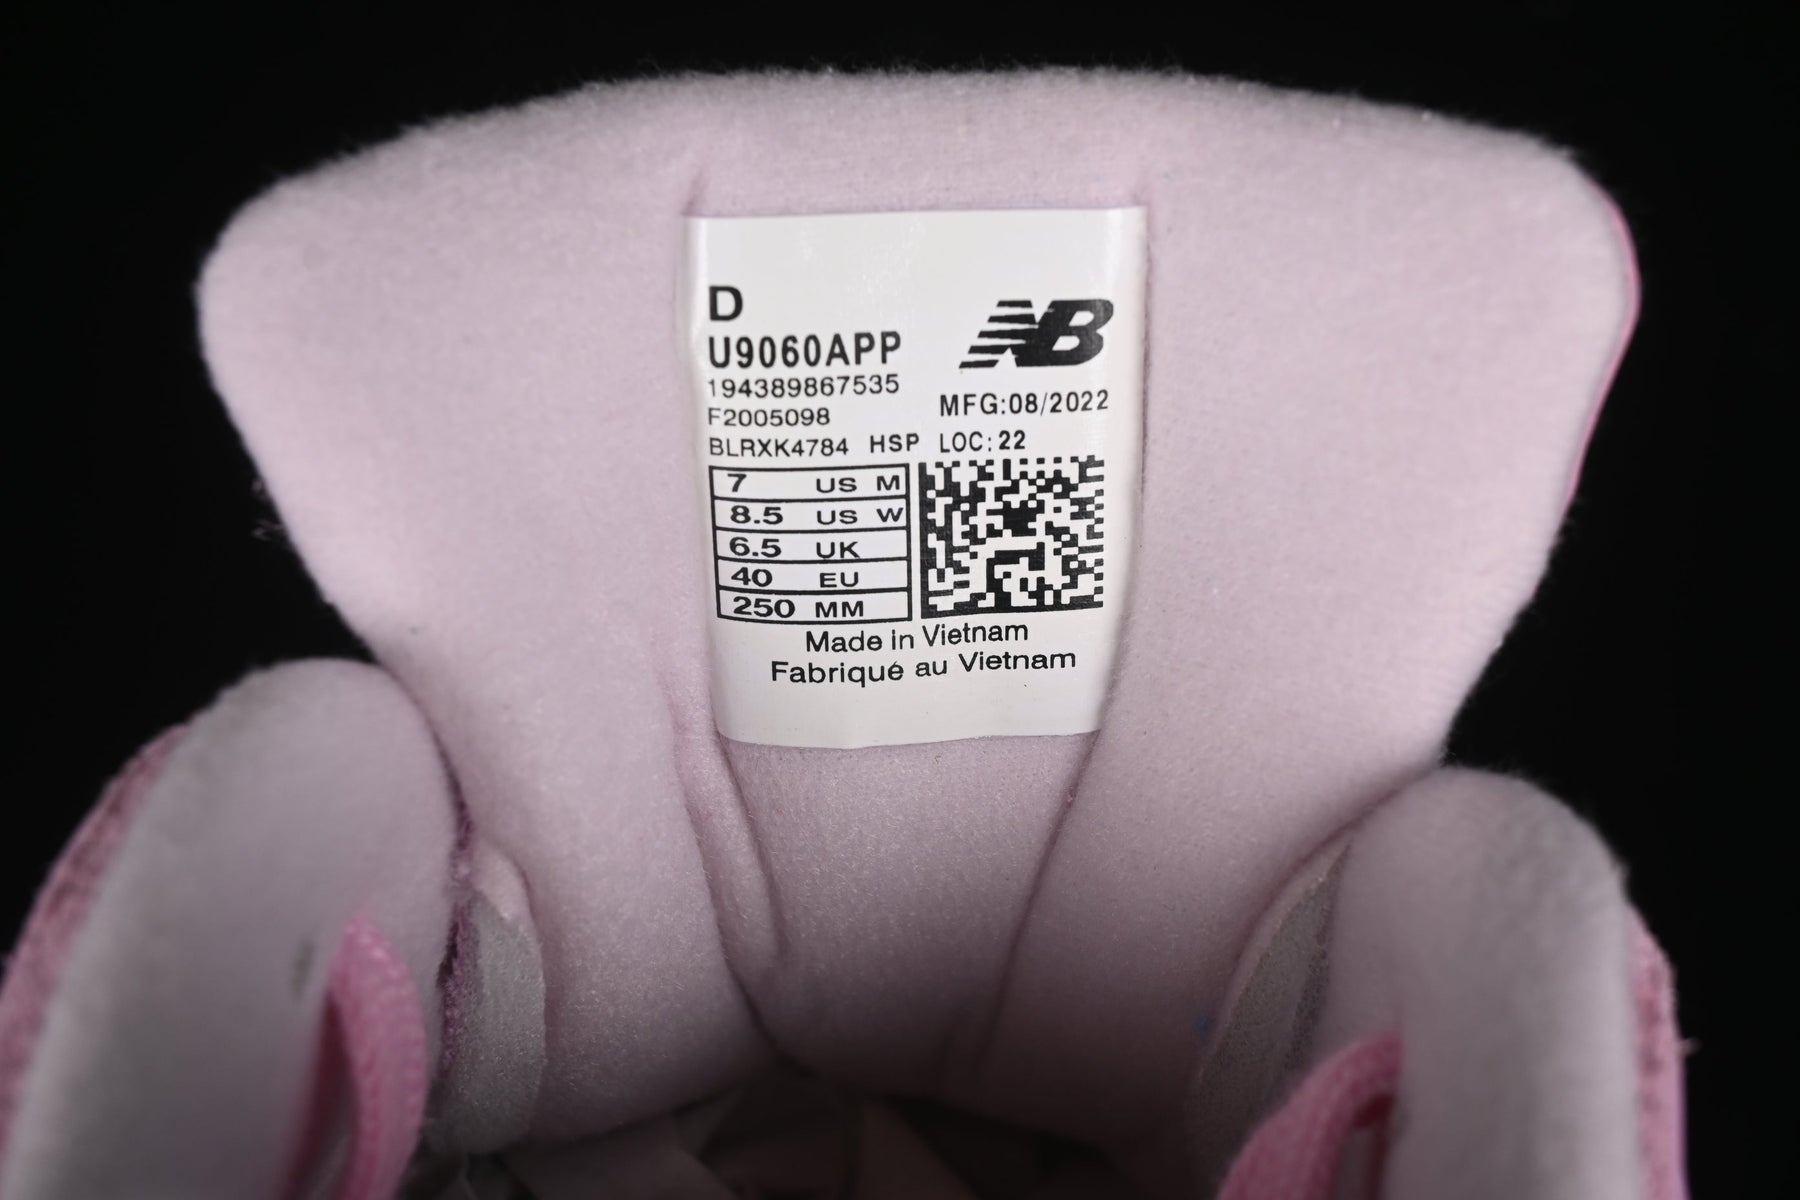 D
U9060APP
194389867535
F2005098
BLRXK4784 HSP
NB
MFG:08/2022
LOC: 22
7 US M
8.5 US W
6.5 UK
40 EU
250 MM
Made in Vietnam
Fabriqué au Vietnam